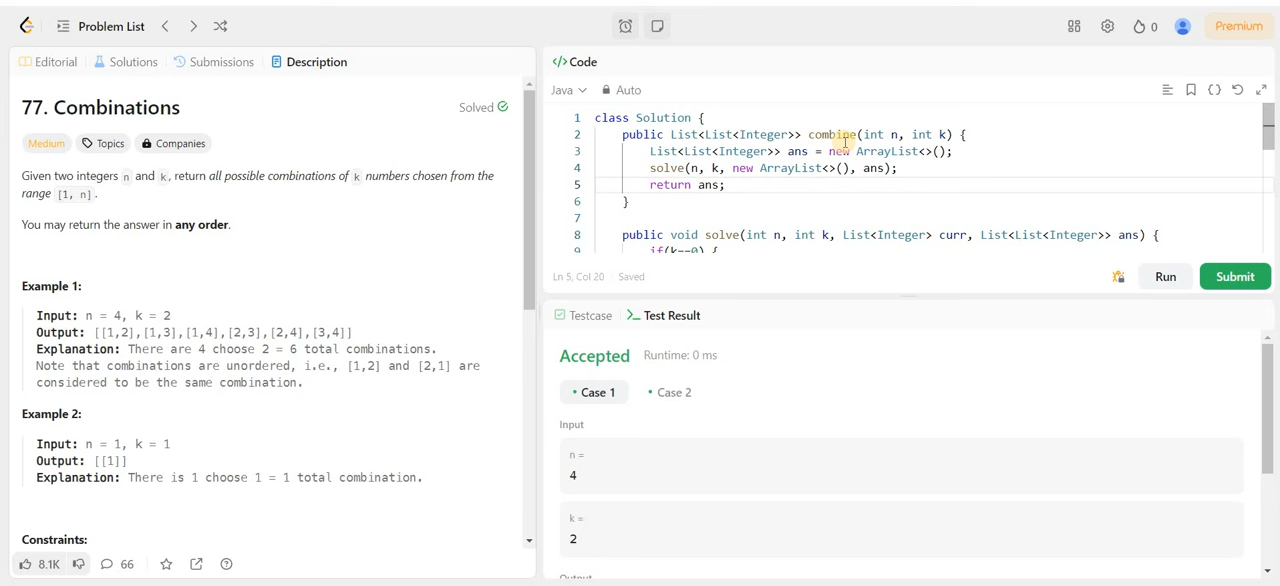 Problem List
0
Premium
Editorial
Solutions
Submissions
Description
77. Combinations
Solved
Medium
Topics
Companies
Given two integers n and k, return all possible combinations of k numbers chosen from the
range [1, n].
You may return the answer in any order.
Example 1:
Input: n = 4, k = 2
Output: [[1,2],[1,3],[1,4],[2,3],[2,4],[3,4]]
Explanation: There are 4 choose 2 = 6 total combinations.
Note that combinations are unordered, i.e., [1,2] and [2,1] are
considered to be the same combination.
Example 2:
Input: n = 1, k = 1
Output: [[1]]
Explanation: There is 1 choose 1 = 1 total combination.
Constraints:
8.1K
66
</> Code
Java
Auto
1 class Solution {
2 public List<List<Integer>> combine(int n, int k) {
3 List<List<Integer>> ans = new ArrayList<>();
4 solve(n, k, new ArrayList<>(), ans);
5 return ans;
6 }
7
8 public void solve(int n, int k, List<Integer> curr, List<List<Integer>> ans) {
9 if(k==0) {
Ln 5, Col 20
Saved
Run
Submit
Testcase
Test Result
Accepted
Runtime: 0 ms
Case 1
Case 2
Input
n =
4
k =
2
Output